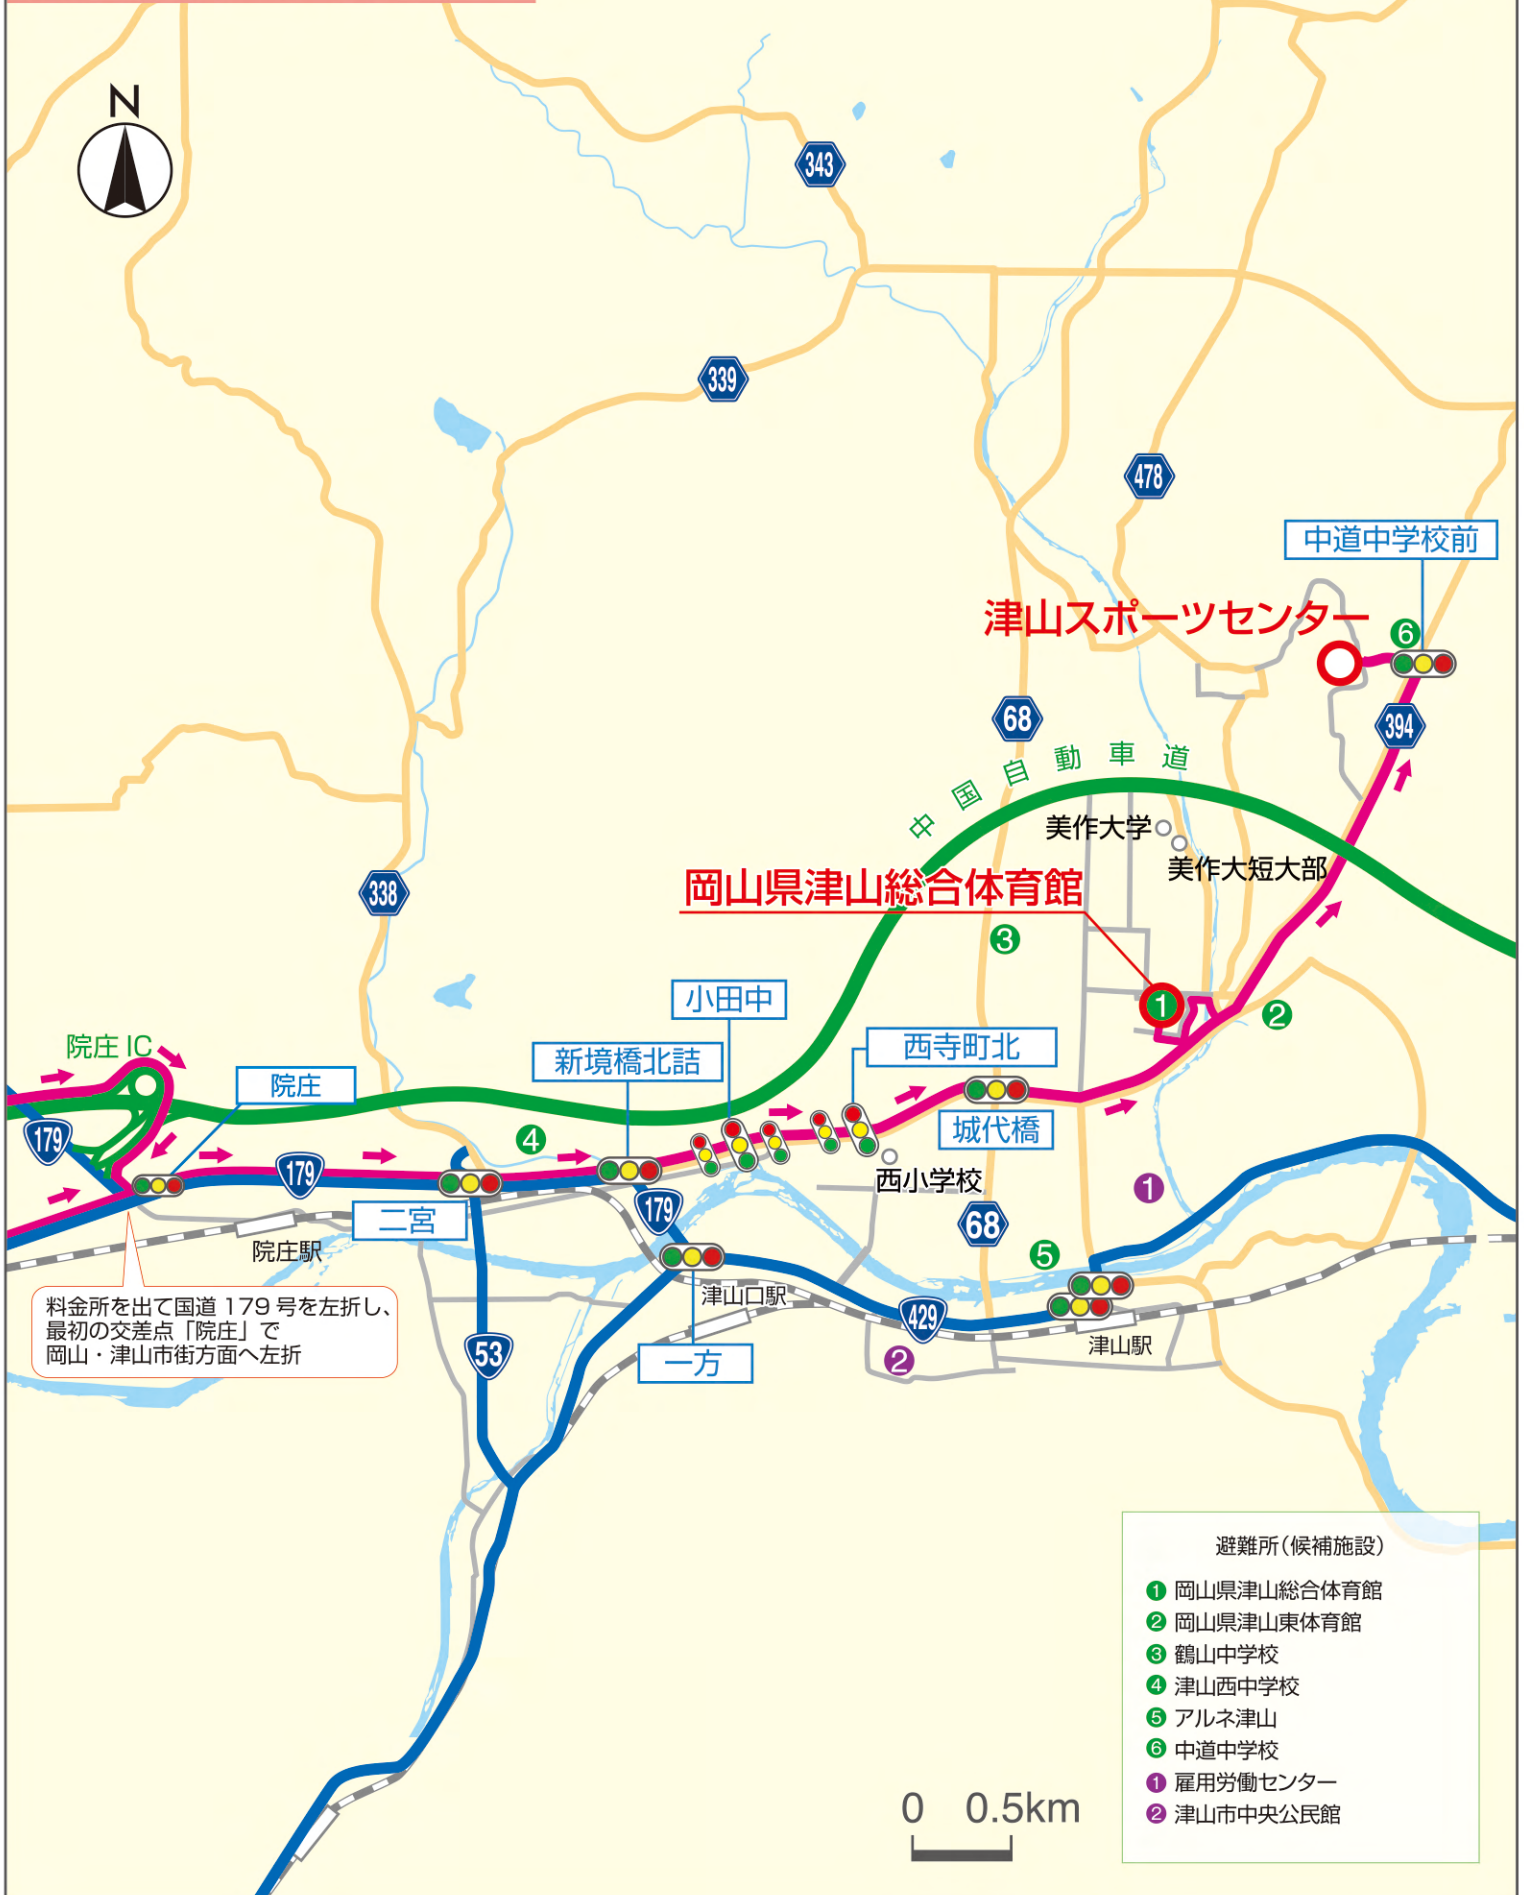 N
343
339
478
中道中学校前
津山スポーツセンター
6
68
394
中国自動車道
美作大学
美作大短大部
338
岡山県津山総合体育館
3
小田中
1
2
院庄 IC
新境橋北詰
西寺町北
院庄
179
4
城代橋
179
西小学校
1
179
二宮
68
院庄駅
5
津山口駅
料金所を出て国道 179 号を左折し、
最初の交差点「院庄」で
岡山・津山市街方面へ左折
429
53
一方
2
津山駅
避難所(候補施設)
1 岡山県津山総合体育館
2 岡山県津山東体育館
3 鶴山中学校
4 津山西中学校
5 アルネ津山
6 中道中学校
1 雇用労働センター
2 津山市中央公民館
0 0.5km